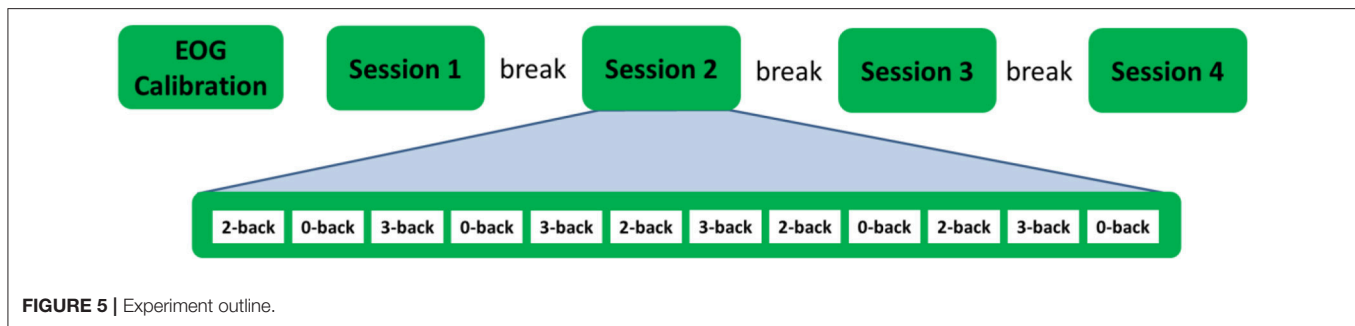 EOG
Calibration
Session 1 break Session 2 break Session 3 break Session 4
2-back 0-back 3-back 0-back 3-back 2-back 3-back 2-back 0-back 2-back 3-back 0-back
FIGURE 5 | Experiment outline.